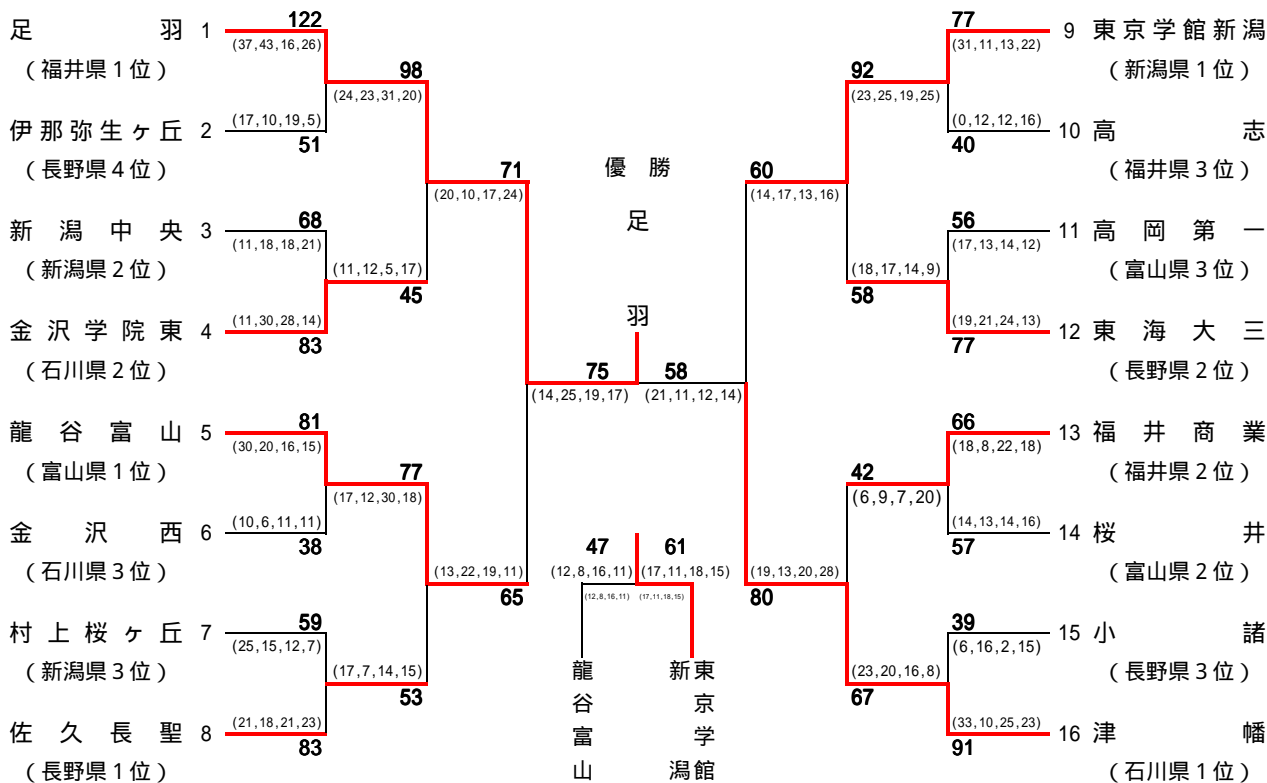 足羽 1
（福井県1位）
122
(37,43,16,26)
伊那弥生ヶ丘 2
（長野県4位）
(17,10,19,5)
51
98
(24,23,31,20)
新潟中央 3
（新潟県2位）
68
(11,18,18,21)
金沢学院東 4
（石川県2位）
(11,30,28,14)
83
(11,12,5,17)
45
71
(20,10,17,24)
龍谷富山 5
（富山県1位）
81
(30,20,16,15)
金沢西 6
（石川県3位）
(10,6,11,11)
38
77
(17,12,30,18)
村上桜ヶ丘 7
（新潟県3位）
59
(25,15,12,7)
佐久長聖 8
（長野県1位）
(21,18,21,23)
83
(17,7,14,15)
53
(13,22,19,11)
65
優勝
足
羽
75
(14,25,19,17)
58
(21,11,12,14)
47
(12,8,16,11)
(12,8,16,11)
61
(17,11,18,15)
(17,11,18,15)
龍谷富山
東京学館
新潟
77
(31,11,13,22)
9 東京学館新潟
（新潟県1位）
(0,12,12,16)
40
10 高志
（福井県3位）
92
(23,25,19,25)
56
(17,13,14,12)
11 高岡第一
（富山県3位）
(19,21,24,13)
77
12 東海大三
（長野県2位）
(18,17,14,9)
58
60
(14,17,13,16)
66
(18,8,22,18)
13 福井商業
（福井県2位）
(14,13,14,16)
57
14 桜井
（富山県2位）
42
(6,9,7,20)
39
(6,16,2,15)
15 小諸
（長野県3位）
(33,10,25,23)
91
16 津幡
（石川県1位）
(23,20,16,8)
67
(19,13,20,28)
80